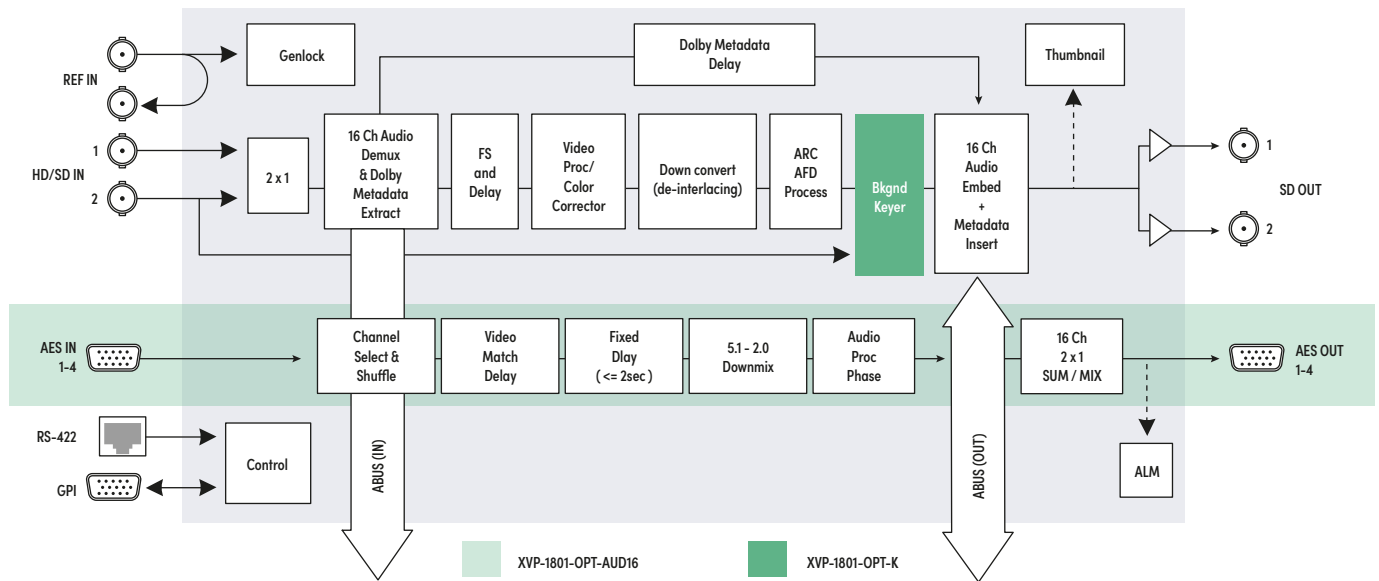 REF IN
Genlock
Dolby Metadata
Delay
Thumbnail
1
HD/SD IN
2
2 x 1
16 Ch Audio
Demux
& Dolby
Metadata
Extract
FS
and
Delay
Video
Proc/
Color
Corrector
Down convert
(de-interlacing)
ARC
AFD
Process
Bkgnd
Keyer
16 Ch
Audio
Embed
+
Metadata
Insert
1
SD OUT
2
AES IN
1-4
Channel
Select &
Shuffle
Video
Match
Delay
Fixed
Dlay
( <= 2sec )
5.1 - 2.0
Downmix
Audio
Proc
Phase
16 Ch
2 x 1
SUM / MIX
AES OUT
1-4
RS-422
GPI
Control
ABUS (IN)
ABUS (OUT)
ALM
XVP-1801-OPT-AUD16
XVP-1801-OPT-K